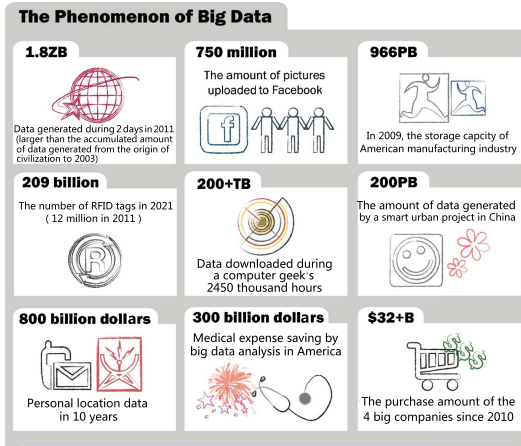 The Phenomenon of Big Data
1.8ZB
Data generated during 2 days in 2011
(larger than the accumulated amount
of data generated from the origin of
civilization to 2003)
750 million
The amount of pictures
uploaded to Facebook
f
966PB
In 2009, the storage capcity of
American manufacturing industry
209 billion
The number of RFID tags in 2021
( 12 million in 2011 )
R
200+TB
Data downloaded during
a computer geek's
2450 thousand hours
200PB
The amount of data generated
by a smart urban project in China
800 billion dollars
Personal location data
in 10 years
300 billion dollars
Medical expense saving by
big data analysis in America
$32+B
$$$
The purchase amount of the
4 big companies since 2010